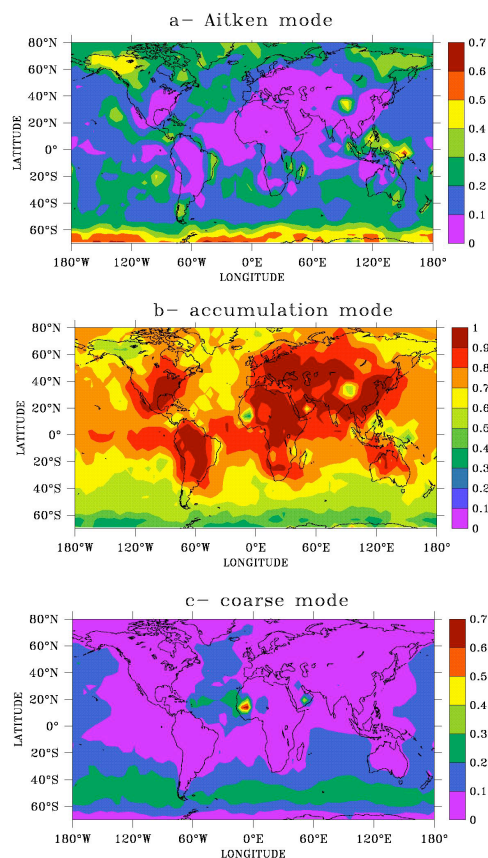 a- Aitken mode
80°N
60°N
40°N
20°N
0°
20°S
40°S
60°S
LATITUDE
180°W 120°W 60°W 0°E 60°E 120°E 180°
LONGITUDE
0.7
0.6
0.5
0.4
0.3
0.2
0.1
0
b- accumulation mode
80°N
60°N
40°N
20°N
0°
20°S
40°S
60°S
LATITUDE
180°W 120°W 60°W 0°E 60°E 120°E 180°
LONGITUDE
1
0.9
0.8
0.7
0.6
0.5
0.4
0.3
0.2
0.1
0
c- coarse mode
80°N
60°N
40°N
20°N
0°
20°S
40°S
60°S
LATITUDE
180°W 120°W 60°W 0°E 60°E 120°E 180°
LONGITUDE
0.7
0.6
0.5
0.4
0.3
0.2
0.1
0